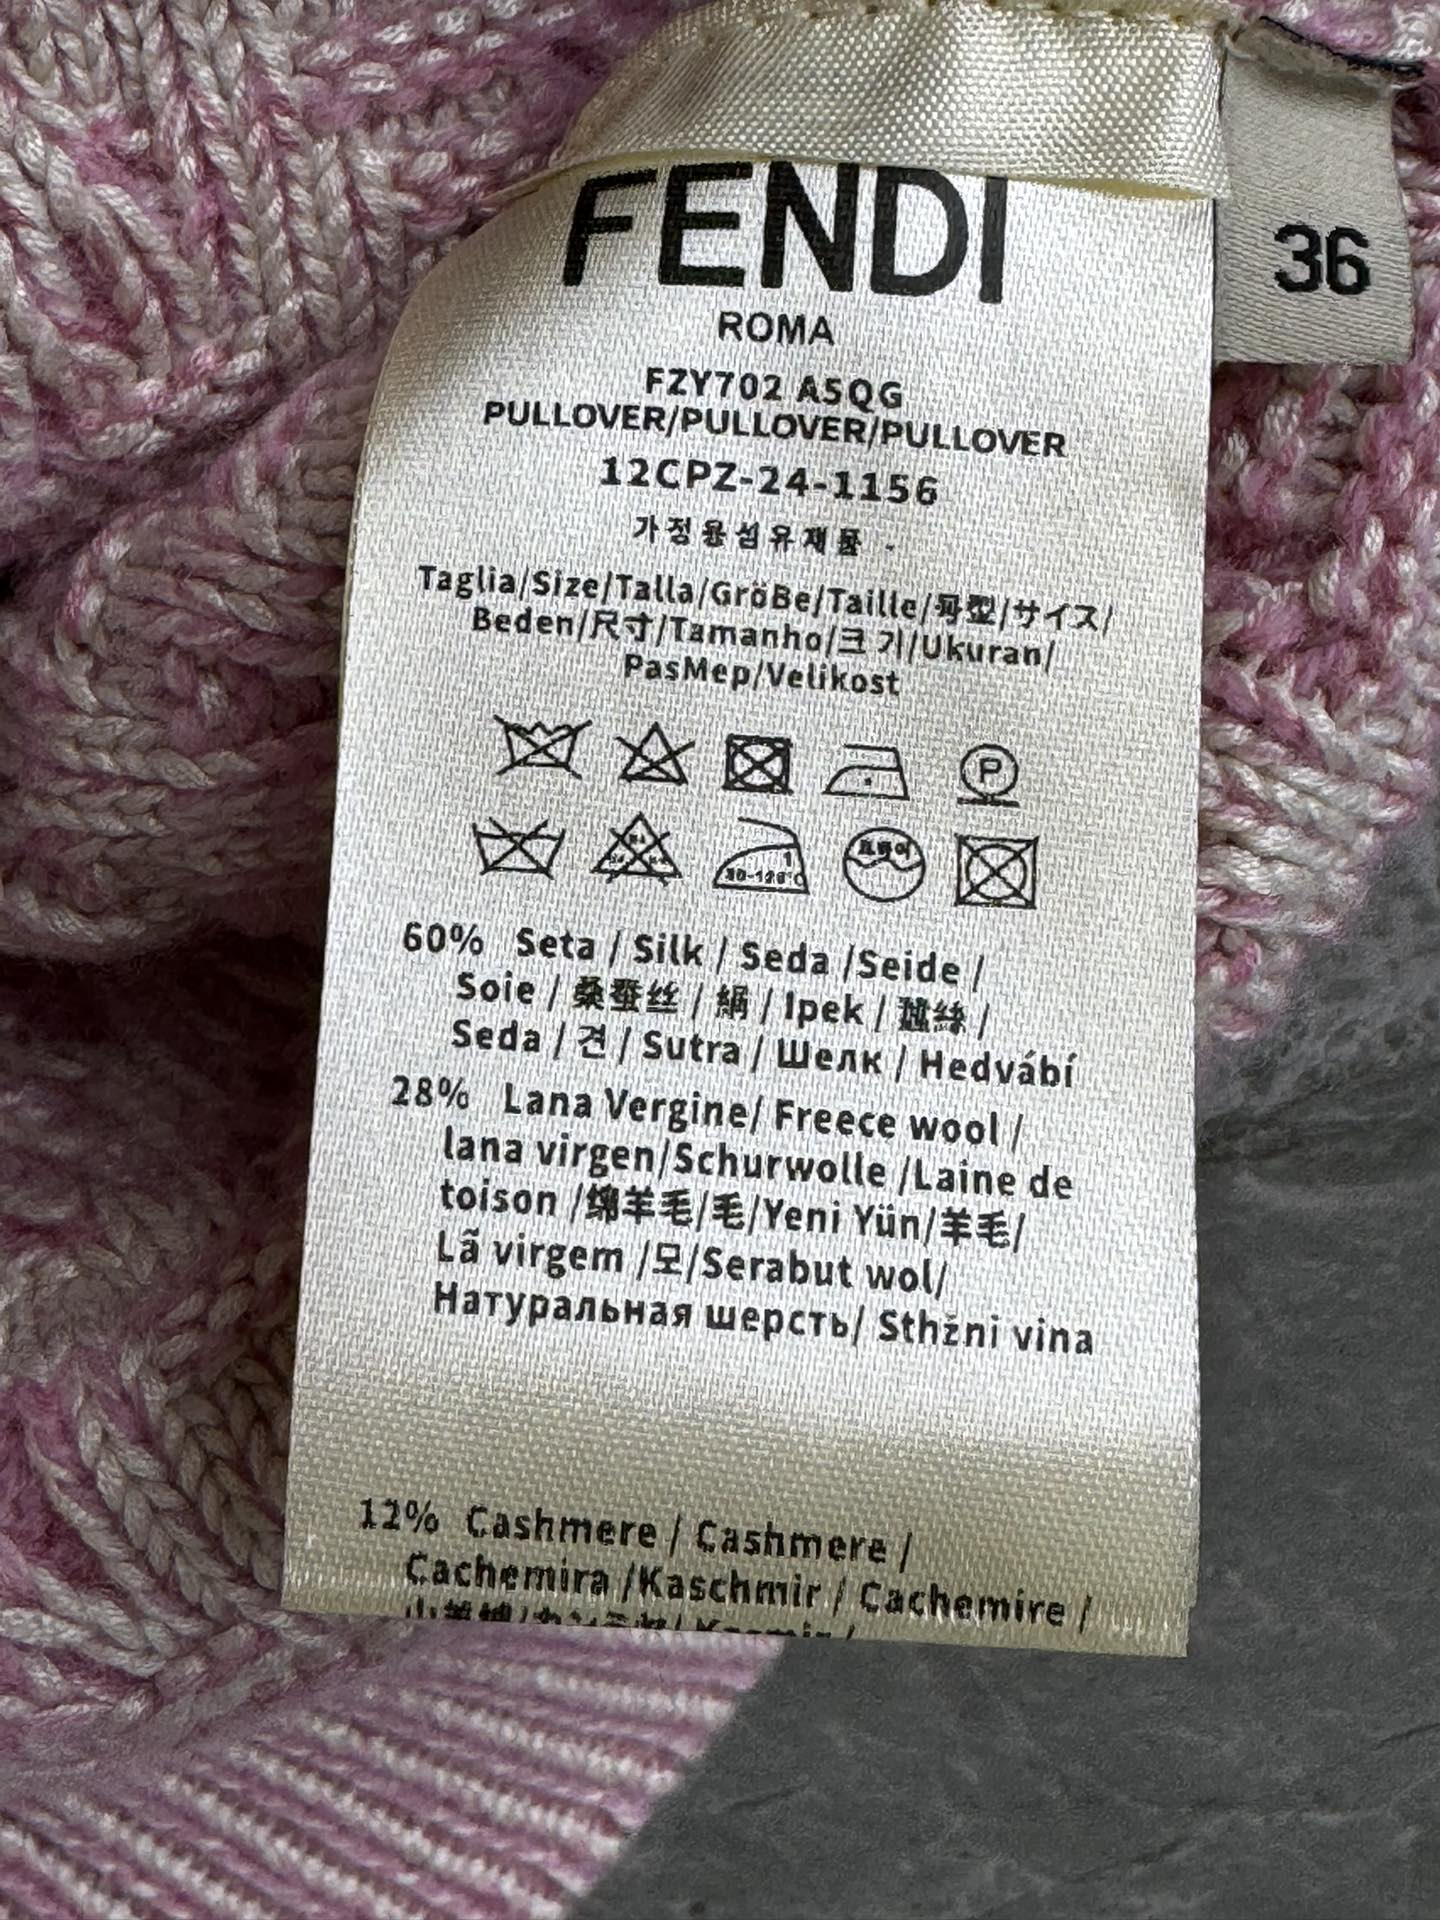 FENDI
36
ROMA
FZY702 A5QG
PULLOVER/PULLOVER/PULLOVER
12CPZ-24-1156
가정용섬유재품 -
Taglia/Size/Talla/GröBe/Taille/号型/サイズ/
Beden/尺寸/Tamanho/크 기/Ukuran/
PasMep/Velikost
P
1
60% Seta / Silk / Seda /Seide /
Soie / 桑蚕丝 / 絹 / Ipek / 蠶絲 /
Seda / 견 / Sutra / Шелк / Hedvábí
28% Lana Vergine/ Freece wool /
lana virgen/Schurwolle /Laine de
toison /绵羊毛/毛/Yeni Yün/羊毛/
Lã virgem /모/Serabut wol/
Натуральная шерсть/ Sthžni vina
12% Cashmere / Cashmere /
Cachemira /Kaschmir / Cachemire /